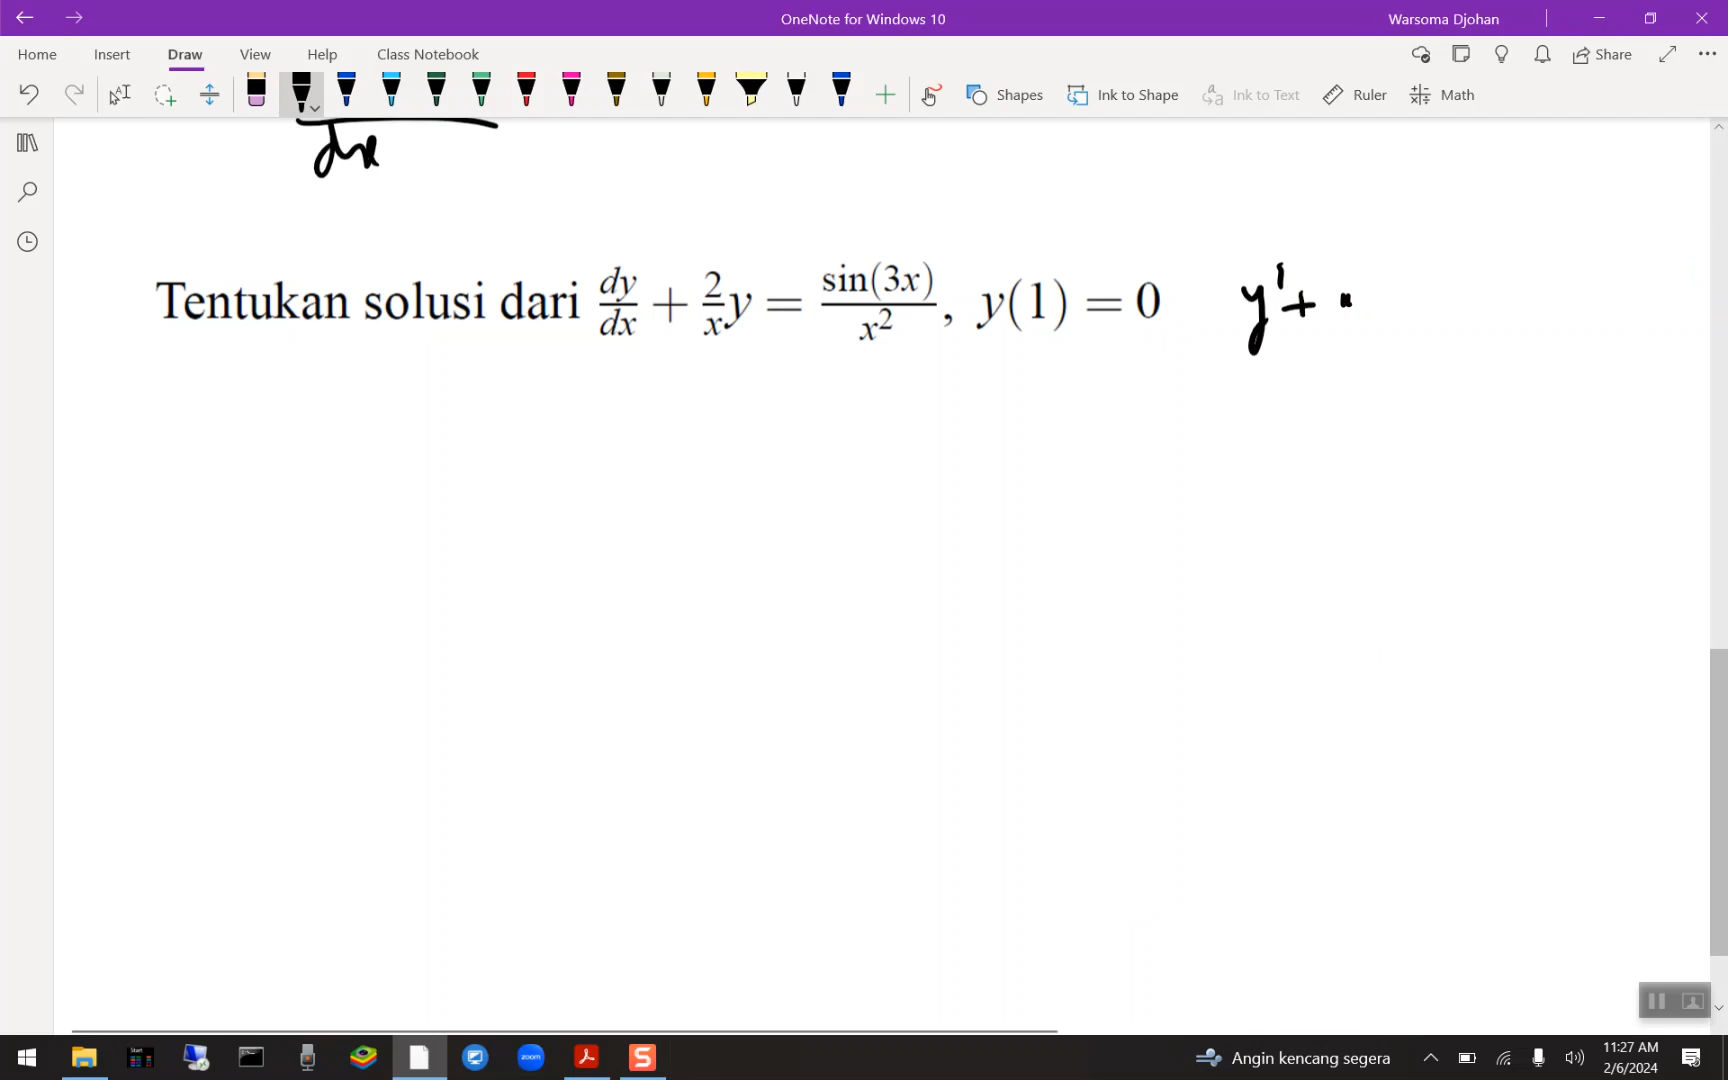 OneNote for Windows 10
Warsoma Djohan
Home Insert Draw View Help Class Notebook
Share
Shapes Ink to Shape Ink to Text Ruler Math
dx
Tentukan solusi dari dy/dx + 2/x y = sin(3x)/x², y(1) = 0 y' +
Start
zoom
Angin kencang segera
11:27 AM
2/6/2024